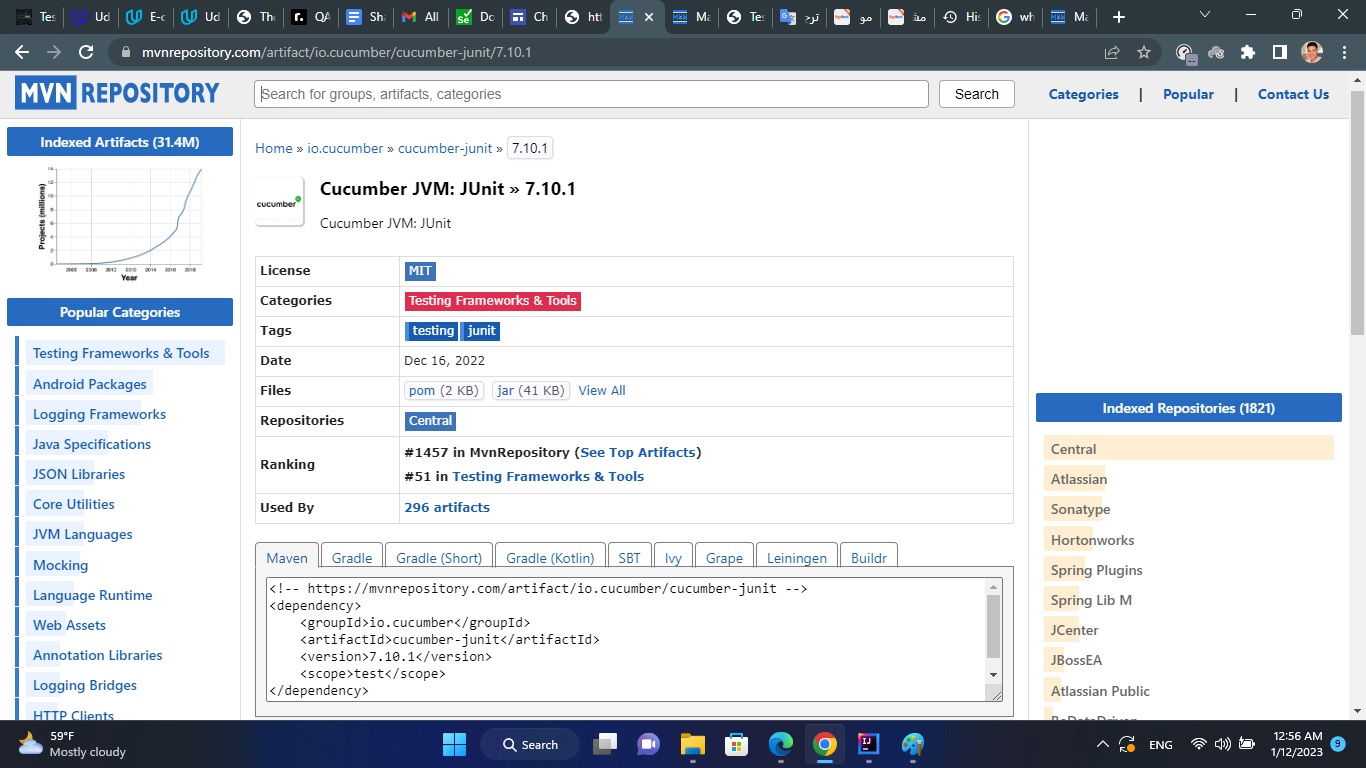 Tes
Ud
E-c
Ud
The
QA
Sha
All
Do
Ch
htt
Ma
Tes
ترج
مو
مش
His
wh
Ma
mvnrepository.com/artifact/io.cucumber/cucumber-junit/7.10.1
MVN REPOSITORY
Search for groups, artifacts, categories
Search
Categories | Popular | Contact Us
Indexed Artifacts (31.4M)
Projects (millions)
Year
Popular Categories
Testing Frameworks & Tools
Android Packages
Logging Frameworks
Java Specifications
JSON Libraries
Core Utilities
JVM Languages
Mocking
Language Runtime
Web Assets
Annotation Libraries
Logging Bridges
HTTP Clients
Home » io.cucumber » cucumber-junit » 7.10.1
cucumber
Cucumber JVM: JUnit » 7.10.1
Cucumber JVM: JUnit
License MIT
Categories Testing Frameworks & Tools
Tags testing junit
Date Dec 16, 2022
Files pom (2 KB) jar (41 KB) View All
Repositories Central
Ranking #1457 in MvnRepository (See Top Artifacts)
#51 in Testing Frameworks & Tools
Used By 296 artifacts
Maven Gradle Gradle (Short) Gradle (Kotlin) SBT Ivy Grape Leiningen Buildr
<!-- https://mvnrepository.com/artifact/io.cucumber/cucumber-junit -->
<dependency>
    <groupId>io.cucumber</groupId>
    <artifactId>cucumber-junit</artifactId>
    <version>7.10.1</version>
    <scope>test</scope>
</dependency>
Indexed Repositories (1821)
Central
Atlassian
Sonatype
Hortonworks
Spring Plugins
Spring Lib M
JCenter
JBossEA
Atlassian Public
BeDataDriven
59°F
Mostly cloudy
Search
ENG
12:56 AM
1/12/2023
9